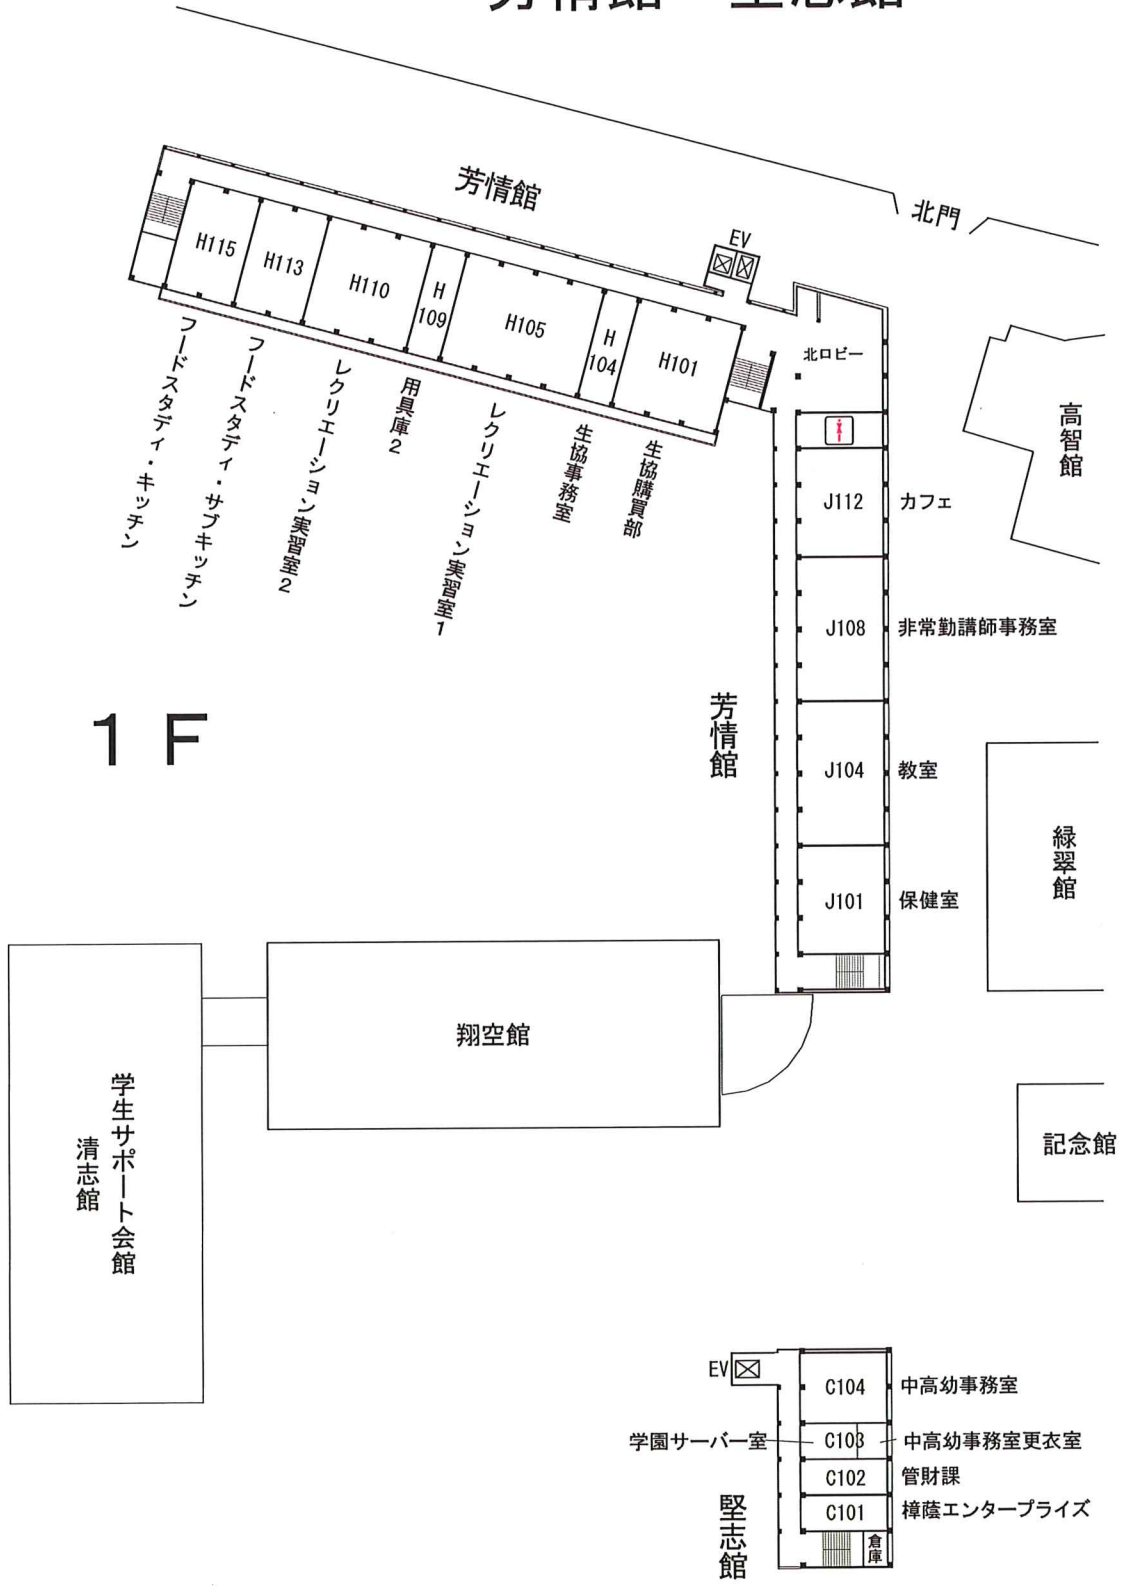 芳情館 堅志館
芳情館
北門
EV
H115
H113
H110
H
109
H105
H
104
H101
北ロビー
フードスタディ・キッチン
フードスタディ・サブキッチン
レクリエーション実習室2
用具庫2
レクリエーション実習室1
生協事務室
生協購買部
高智館
J112
カフェ
J108
非常勤講師事務室
1F
芳情館
J104
教室
緑翠館
J101
保健室
翔空館
学生サポート会館
清志館
記念館
EV
C104
中高幼事務室
学園サーバー室
C103
中高幼事務室更衣室
C102
管財課
C101
樟蔭エンタープライズ
堅志館
倉庫